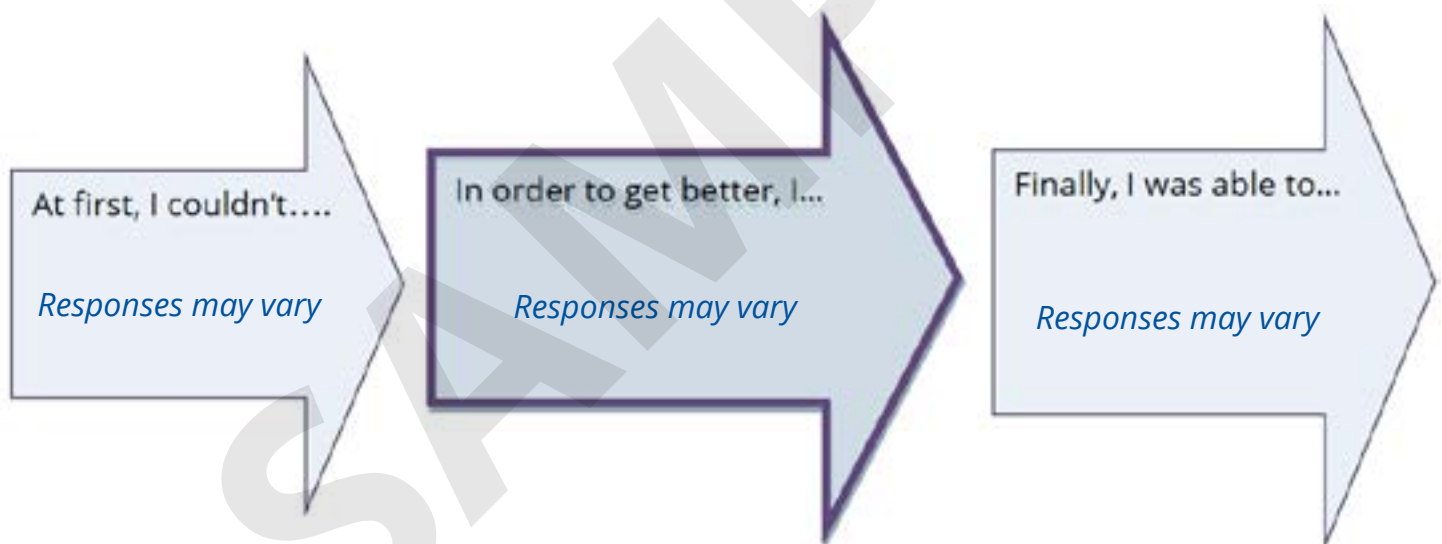 At first, I couldn't....
Responses may vary
In order to get better, I...
Responses may vary
Finally, I was able to...
Responses may vary
SAMP